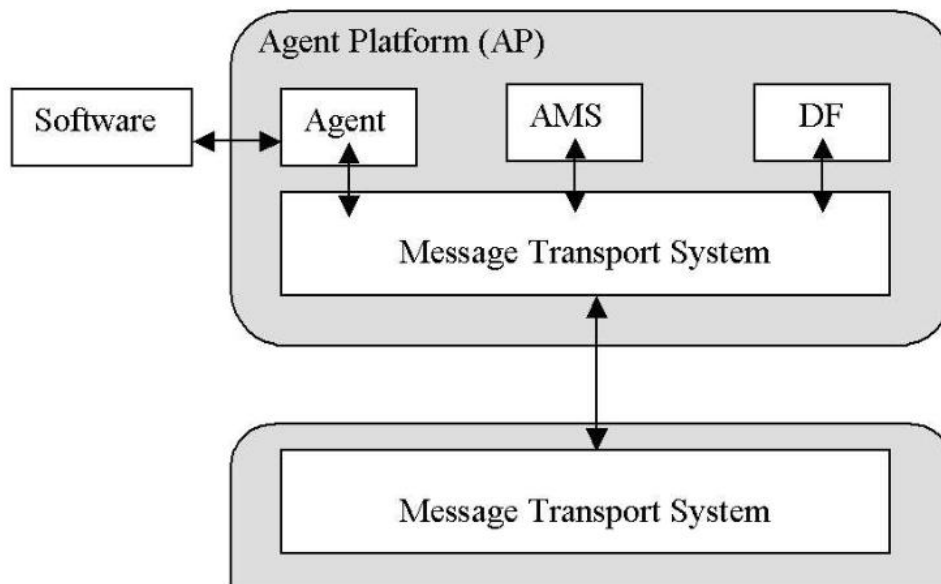 Agent Platform (AP)
Software
Agent
AMS
DF
Message Transport System
Message Transport System